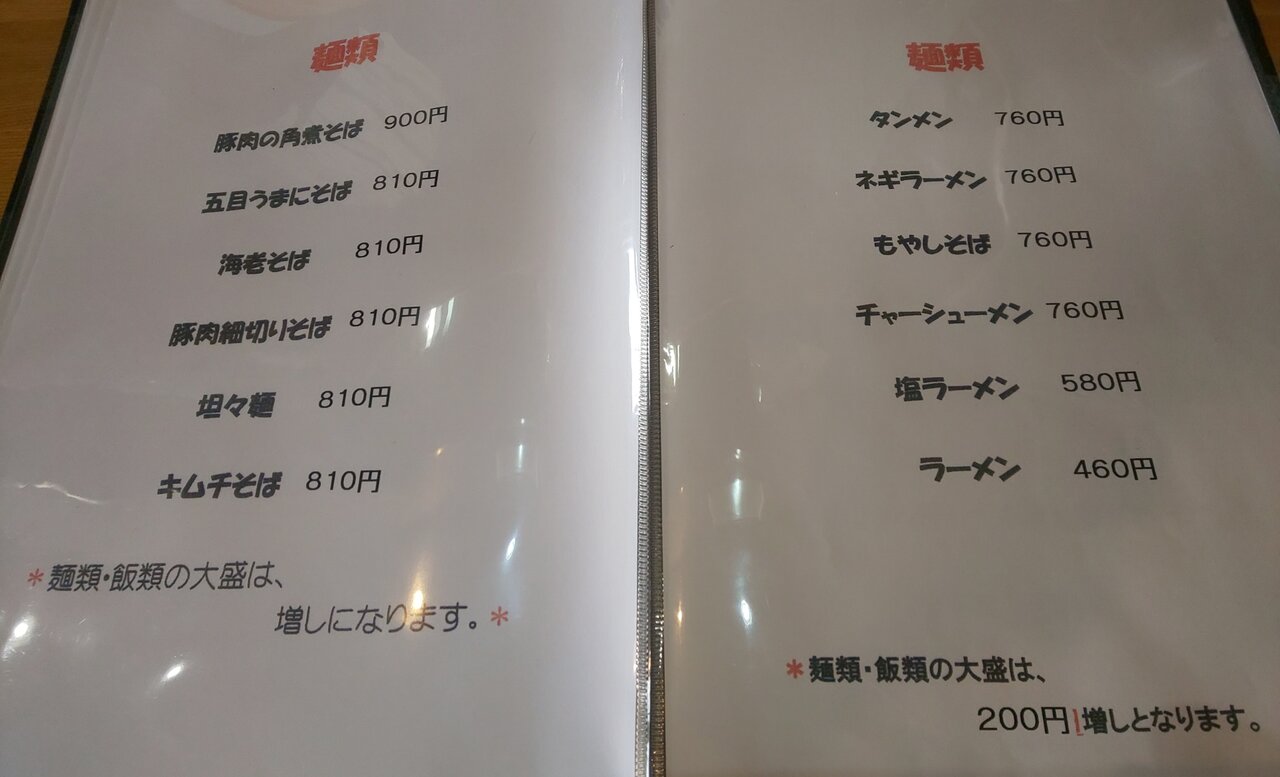 麺類
豚肉の角煮そば 900円
五目うまにそば 810円
海老そば 810円
豚肉細切りそば 810円
坦々麺 810円
キムチそば 810円
*麺類・飯類の大盛は、
増しになります。*
麺類
タンメン 760円
ネギラーメン 760円
もやしそば 760円
チャーシューメン 760円
塩ラーメン 580円
ラーメン 460円
*麺類・飯類の大盛は、
200円増しとなります。